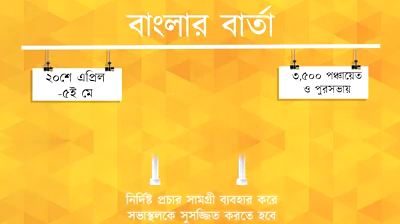 বাংলার বার্তা
২০শে এপ্রিল
-৫ই মে
৩,৫০০ পঞ্চায়েত
ও পুরসভায়
নির্দিষ্ট প্রচার সামগ্রী ব্যবহার করে
সভাস্থলকে সুসজ্জিত করতে হবে